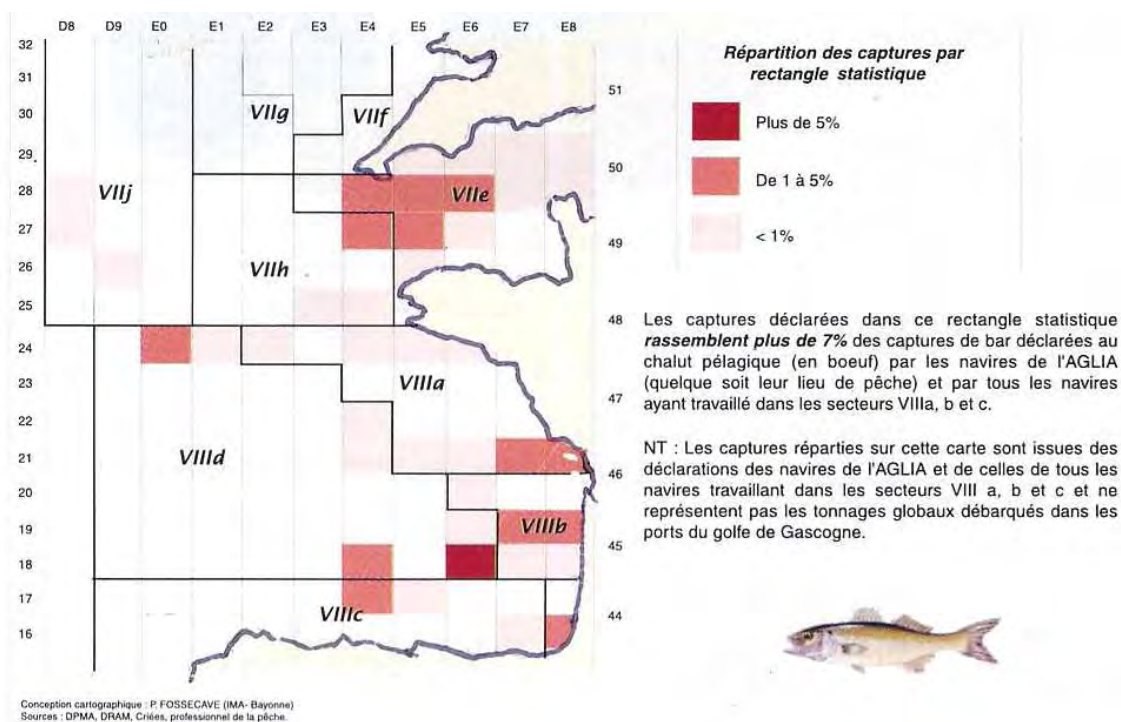 D8 D9 E0 E1 E2 E3 E4 E5 E6 E7 E8
32
31
30
29
28
27
26
25
24
23
22
21
20
19
18
17
16
51
50
49
48
47
46
45
44
VIIg
VIIf
VIIj
VIIe
VIIh
VIIIa
VIIId
VIIIb
VIIIc
Répartition des captures par
rectangle statistique
Plus de 5%
De 1 à 5%
< 1%
Les captures déclarées dans ce rectangle statistique
rassemblent plus de 7% des captures de bar déclarées au
chalut pélagique (en boeuf) par les navires de l'AGLIA
(quelque soit leur lieu de pêche) et par tous les navires
ayant travaillé dans les secteurs VIIIa, b et c.
NT : Les captures réparties sur cette carte sont issues des
déclarations des navires de l'AGLIA et de celles de tous les
navires travaillant dans les secteurs VIII a, b et c et ne
représentent pas les tonnages globaux débarqués dans les
ports du golfe de Gascogne.
Conception cartographique : P. FOSSECAVE (IMA- Bayonne)
Sources : DPMA, DRAM, Criées, professionnel de la pêche.